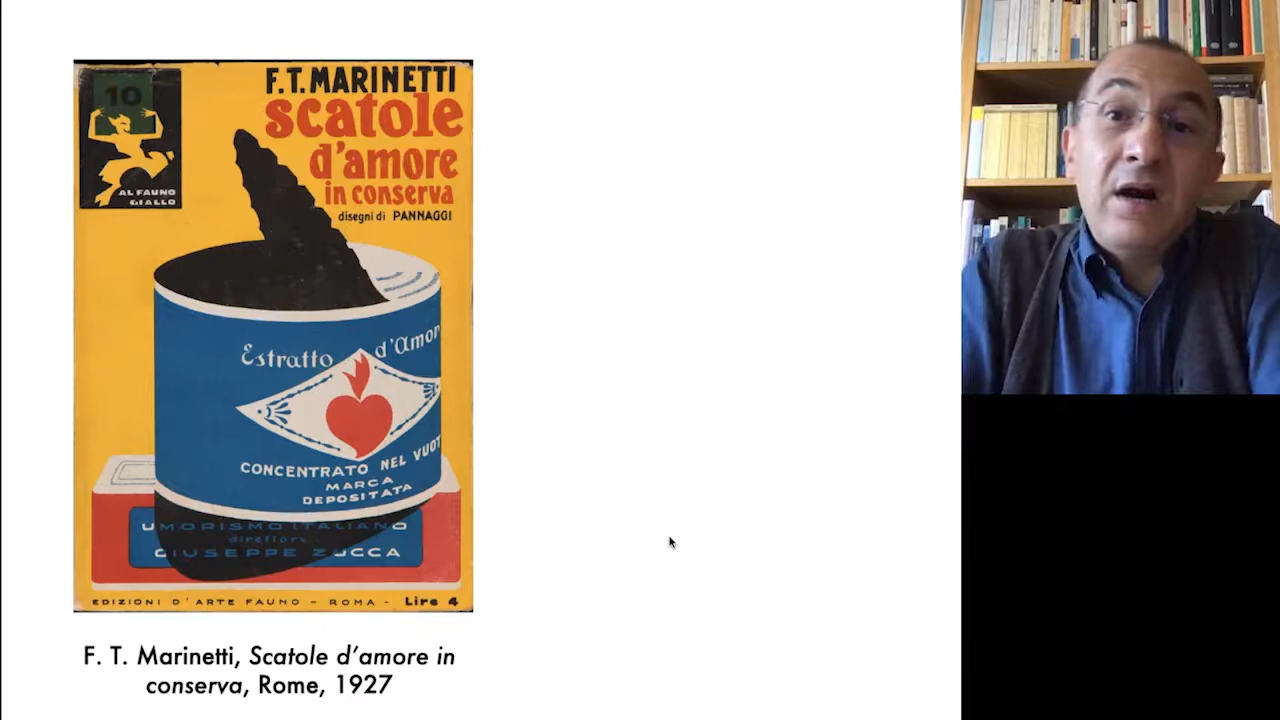 10
AL FAUNO
GIALLO
F.T. MARINETTI
scatole
d'amore
in conserva
disegni di PANNAGGI
Estratto d'Amor
CONCENTRATO NEL VUOT
MARCA
DEPOSITATA
UMORISMO ITALIANO
direttore
GIUSEPPE ZUCCA
EDIZIONI D'ARTE FAUNO - ROMA - Lire 4
F. T. Marinetti, Scatole d'amore in
conserva, Rome, 1927